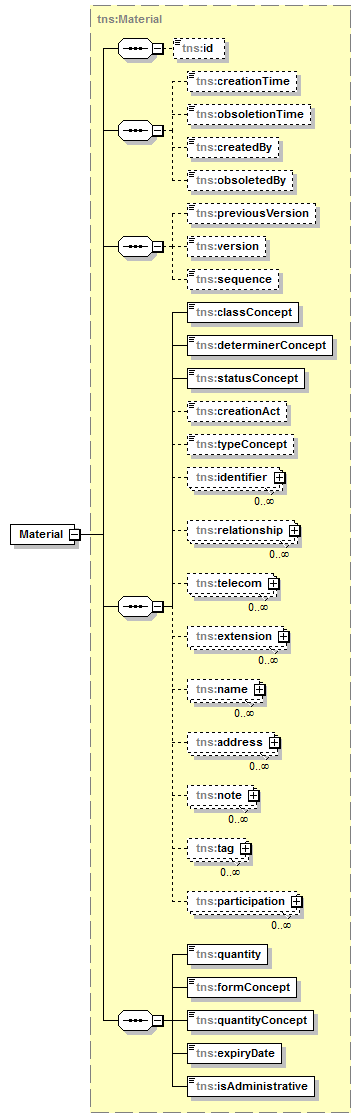 tns:Material
tns:id
tns:creationTime
tns:obsoletionTime
tns:createdBy
tns:obsoletedBy
tns:previousVersion
tns:version
tns:sequence
tns:classConcept
tns:determinerConcept
tns:statusConcept
tns:creationAct
tns:typeConcept
tns:identifier
0..∞
Material
tns:relationship
0..∞
tns:telecom
0..∞
tns:extension
0..∞
tns:name
0..∞
tns:address
0..∞
tns:note
0..∞
tns:tag
0..∞
tns:participation
0..∞
tns:quantity
tns:formConcept
tns:quantityConcept
tns:expiryDate
tns:isAdministrative